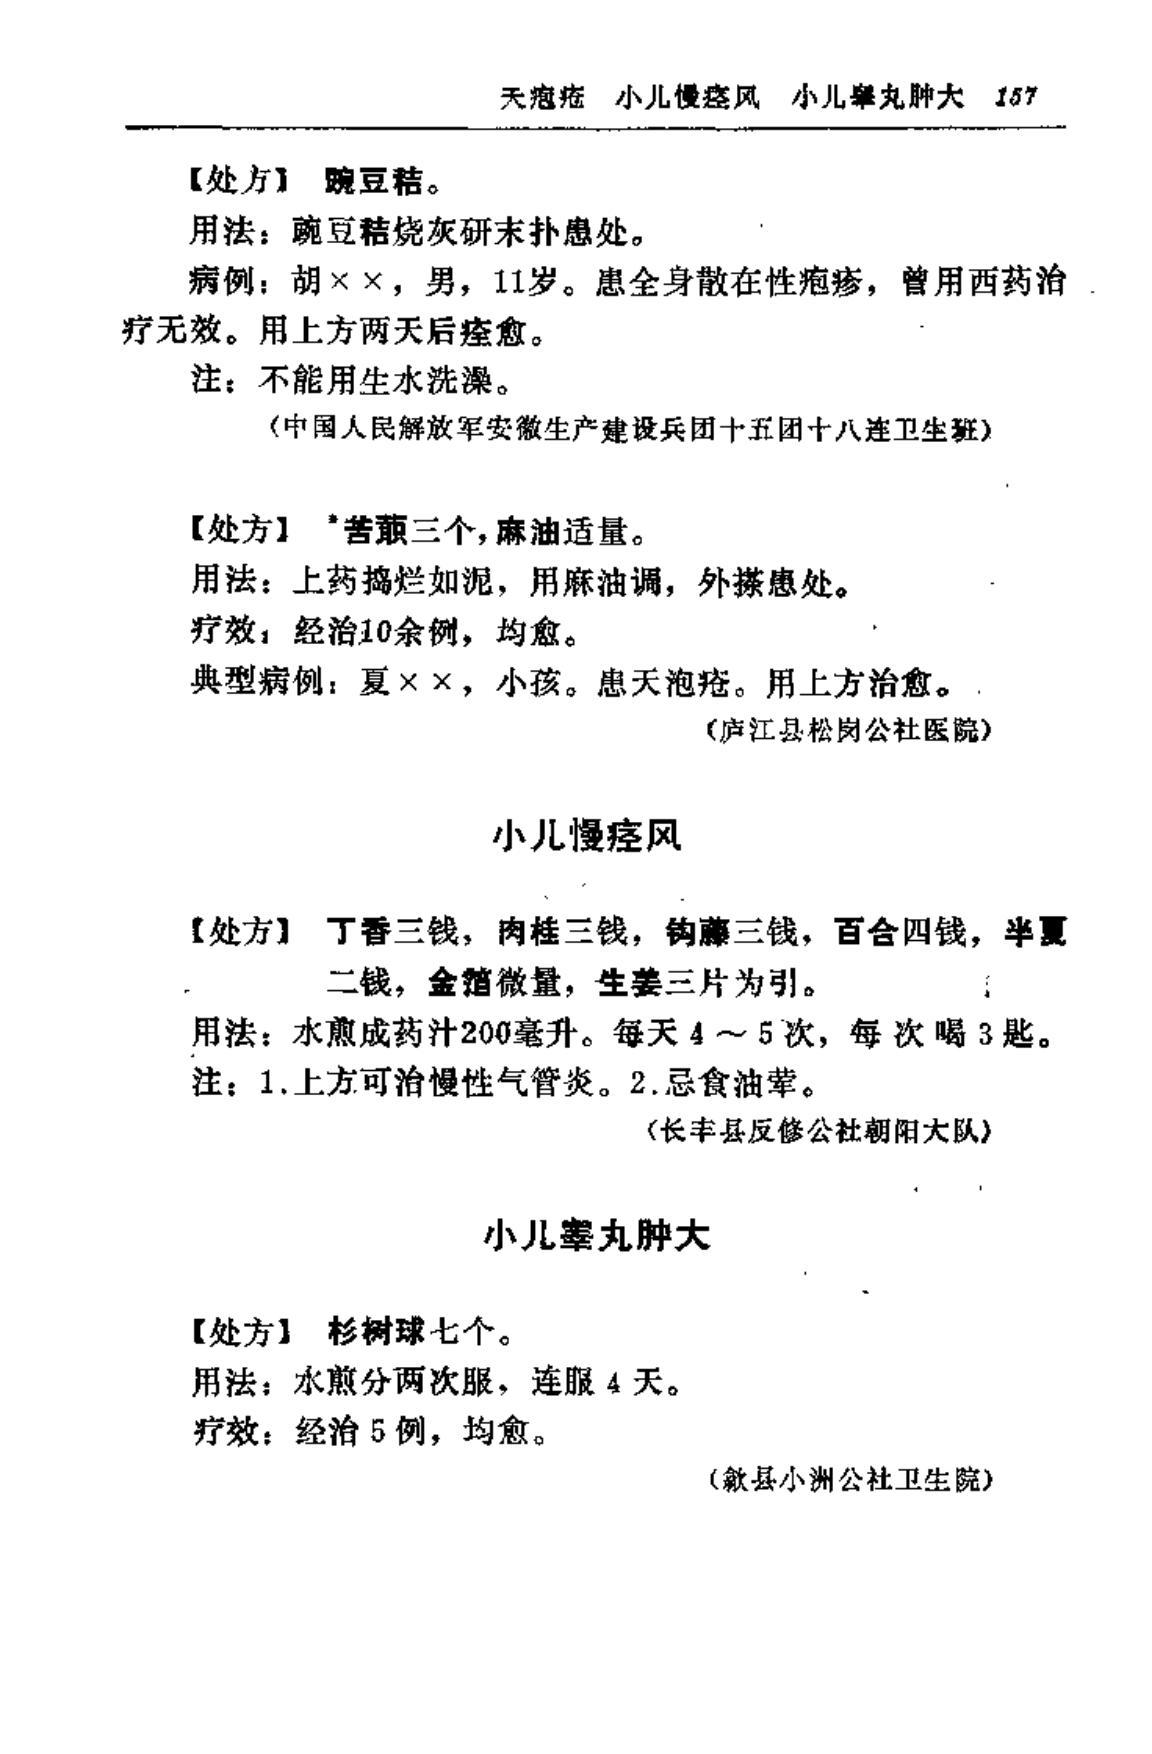 天疱疮　小儿慢痉风　小儿睾丸肿大　157
【处方】　豌豆秸。
用法：豌豆秸烧灰研末扑患处。
病例：胡××，男，11岁。患全身散在性疱疹，曾用西药治
疗无效。用上方两天后痊愈。
注：不能用生水洗澡。
（中国人民解放军安徽生产建设兵团十五团十八连卫生班）
【处方】　*苦蓏三个，麻油适量。
用法：上药捣烂如泥，用麻油调，外搽患处。
疗效：经治10余例，均愈。
典型病例：夏××，小孩。患天泡疮。用上方治愈。
（庐江县松岗公社医院）
小儿慢痉风
【处方】　丁香三钱，肉桂三钱，钩藤三钱，百合四钱，半夏
二钱，金箔微量，生姜三片为引。
用法：水煎成药汁200毫升。每天4～5次，每次喝3匙。
注：1.上方可治慢性气管炎。2.忌食油荤。
（长丰县反修公社朝阳大队）
小儿睾丸肿大
【处方】　杉树球七个。
用法：水煎分两次服，连服4天。
疗效：经治5例，均愈。
（歙县小洲公社卫生院）